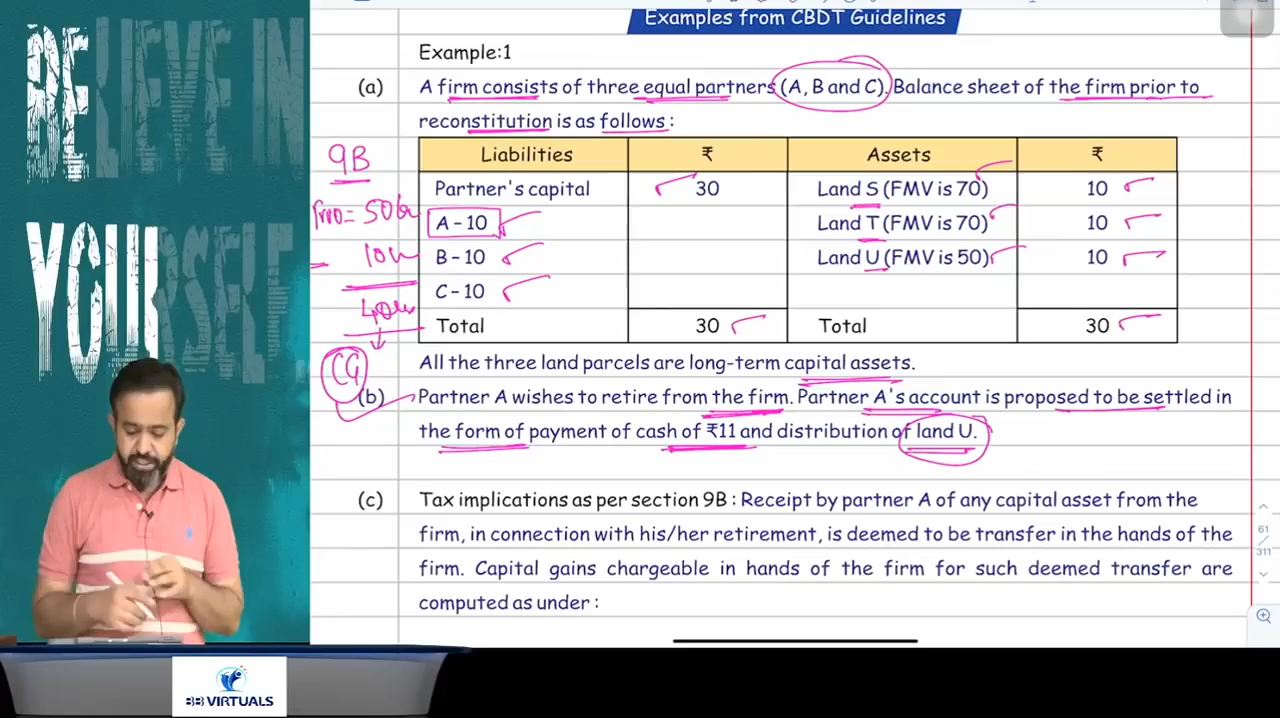 BELIEVE IN
YOURSELF.
Examples from CBDT Guidelines
Example:1
(a) A firm consists of three equal partners (A, B and C). Balance sheet of the firm prior to
reconstitution is as follows :
Liabilities ₹ Assets ₹
Partner's capital 30 Land S (FMV is 70) 10
A - 10 Land T (FMV is 70) 10
B - 10 Land U (FMV is 50) 10
C - 10
Total 30 Total 30
9B
= 50
10
CG
All the three land parcels are long-term capital assets.
(b) Partner A wishes to retire from the firm. Partner A's account is proposed to be settled in
the form of payment of cash of ₹11 and distribution of land U.
(c) Tax implications as per section 9B : Receipt by partner A of any capital asset from the
firm, in connection with his/her retirement, is deemed to be transfer in the hands of the
firm. Capital gains chargeable in hands of the firm for such deemed transfer are
computed as under :
61
311
BB VIRTUALS